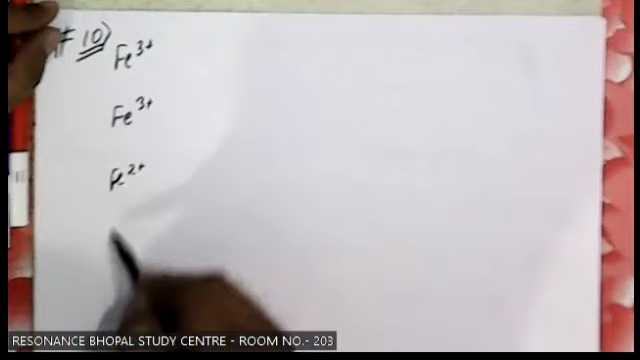 # 10)
Fe³⁺
Fe³⁺
Fe²⁺
RESONANCE BHOPAL STUDY CENTRE - ROOM NO.- 203